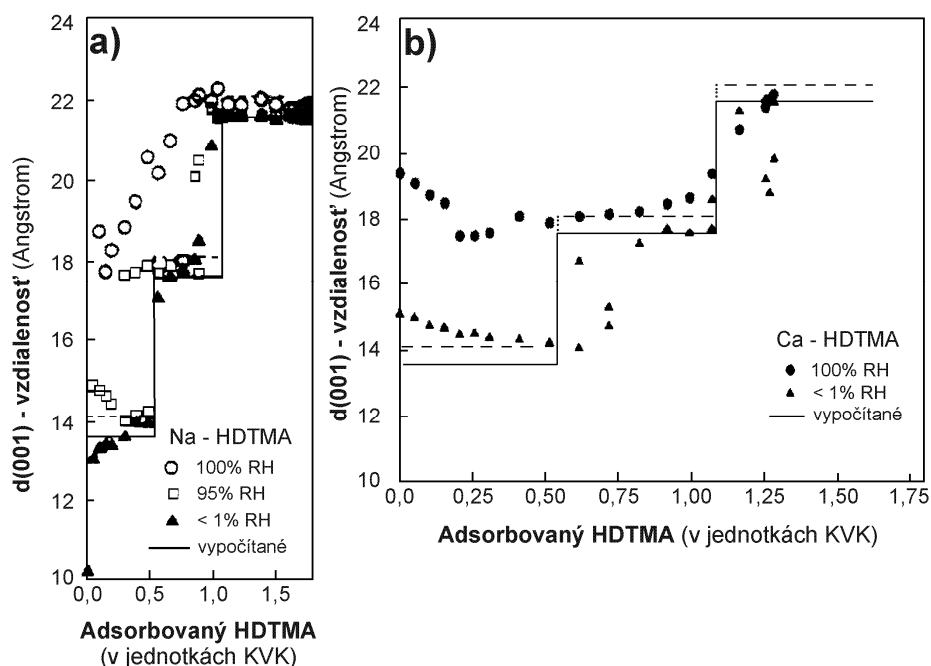 a)
d(001) - vzdialenosť (Angstrom)
24
22
20
18
16
14
12
10
Na - HDTMA
100% RH
95% RH
< 1% RH
vypočítané
0,0
0,5
1,0
1,5
Adsorbovaný HDTMA
(v jednotkách KVK)
b)
d(001) - vzdialenosť (Angstrom)
24
22
20
18
16
14
12
10
Ca - HDTMA
100% RH
< 1% RH
vypočítané
0,0
0,25
0,50
0,75
1,00
1,25
1,50
1,75
Adsorbovaný HDTMA (v jednotkách KVK)